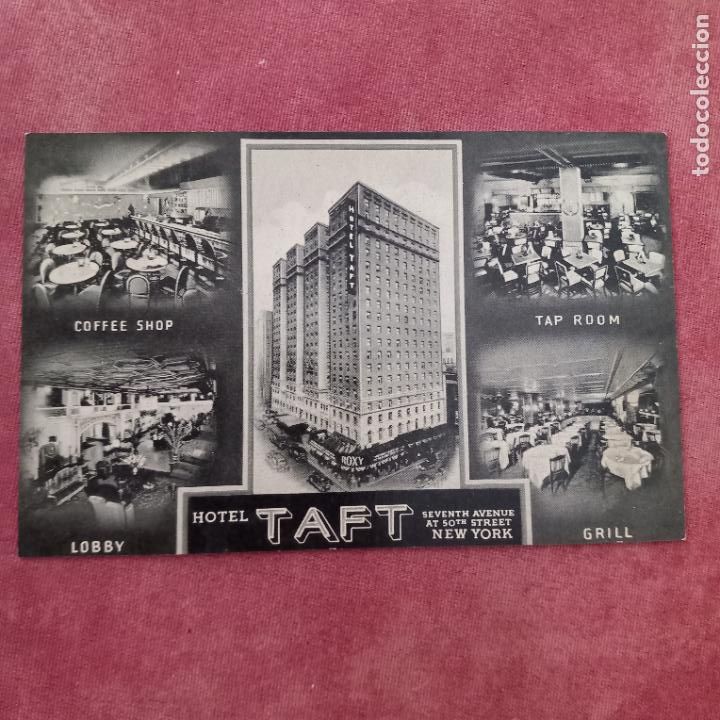 COFFEE SHOP
TAP ROOM
HOTEL TAFT
ROXY
LOBBY
GRILL
HOTEL TAFT
SEVENTH AVENUE
AT 50TH STREET
NEW YORK
todocoleccion